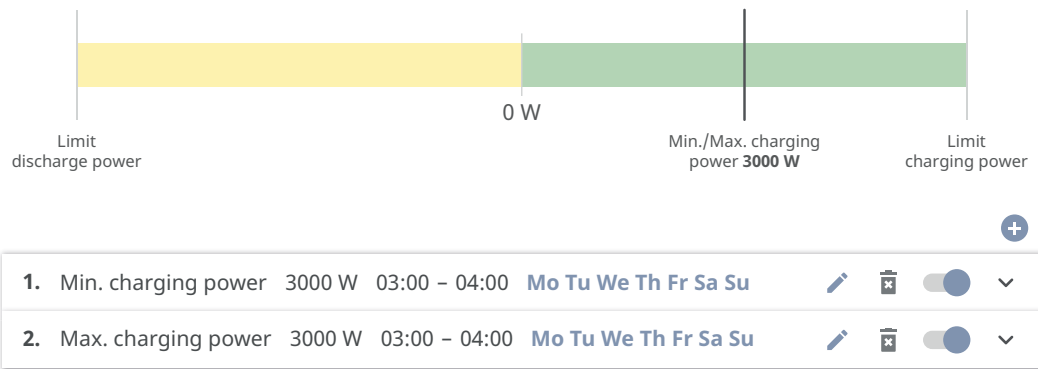 0 W
Limit
discharge power
Min./Max. charging
power 3000 W
Limit
charging power
1. Min. charging power 3000 W 03:00 – 04:00 Mo Tu We Th Fr Sa Su
2. Max. charging power 3000 W 03:00 – 04:00 Mo Tu We Th Fr Sa Su